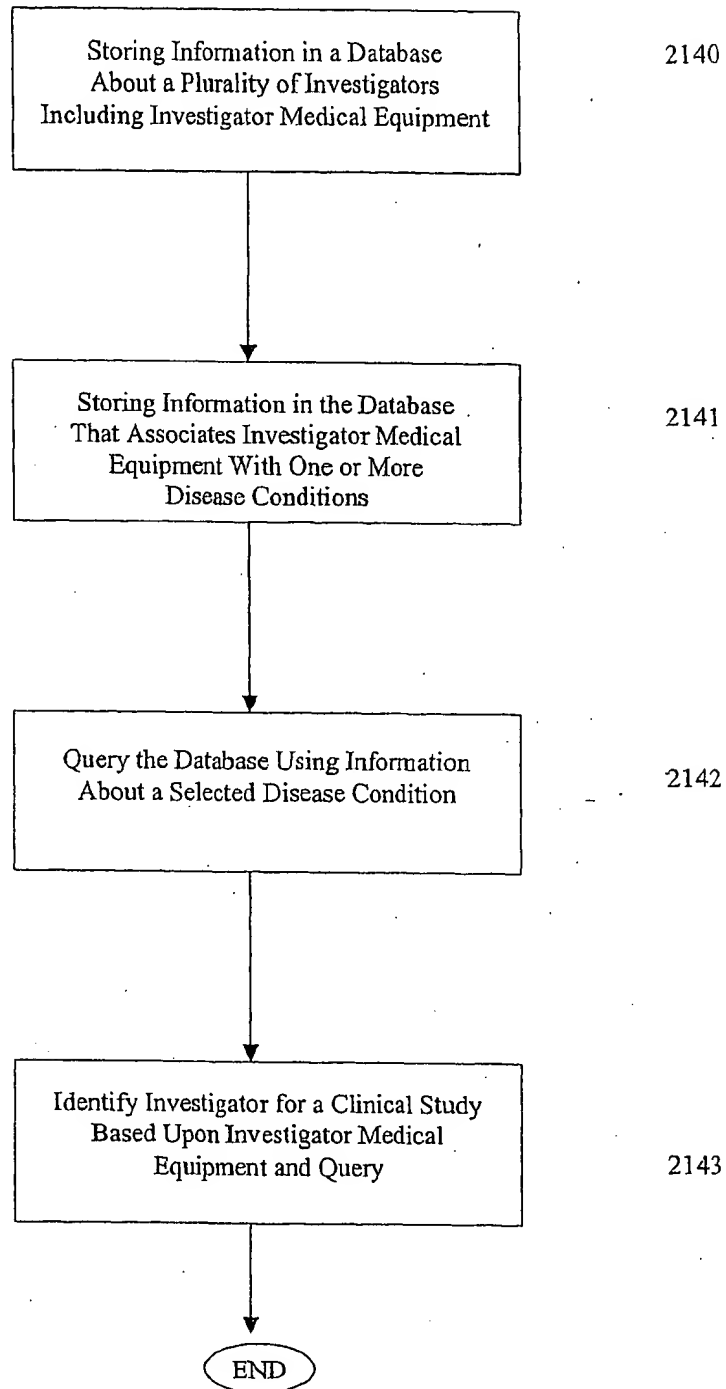 Storing Information in a Database
About a Plurality of Investigators
Including Investigator Medical Equipment
2140
Storing Information in the Database
That Associates Investigator Medical
Equipment With One or More
Disease Conditions
2141
Query the Database Using Information
About a Selected Disease Condition
2142
Identify Investigator for a Clinical Study
Based Upon Investigator Medical
Equipment and Query
2143
END